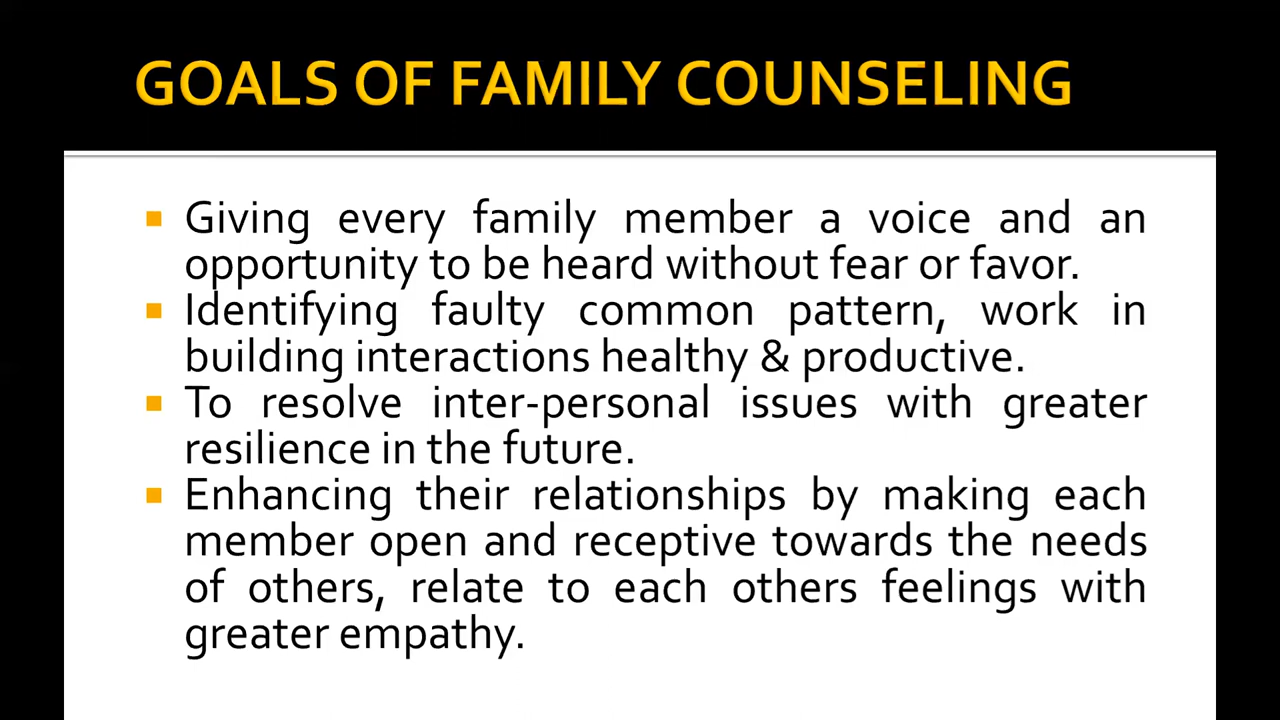 GOALS OF FAMILY COUNSELING
▪ Giving every family member a voice and an
opportunity to be heard without fear or favor.
▪ Identifying faulty common pattern, work in
building interactions healthy & productive.
▪ To resolve inter-personal issues with greater
resilience in the future.
▪ Enhancing their relationships by making each
member open and receptive towards the needs
of others, relate to each others feelings with
greater empathy.